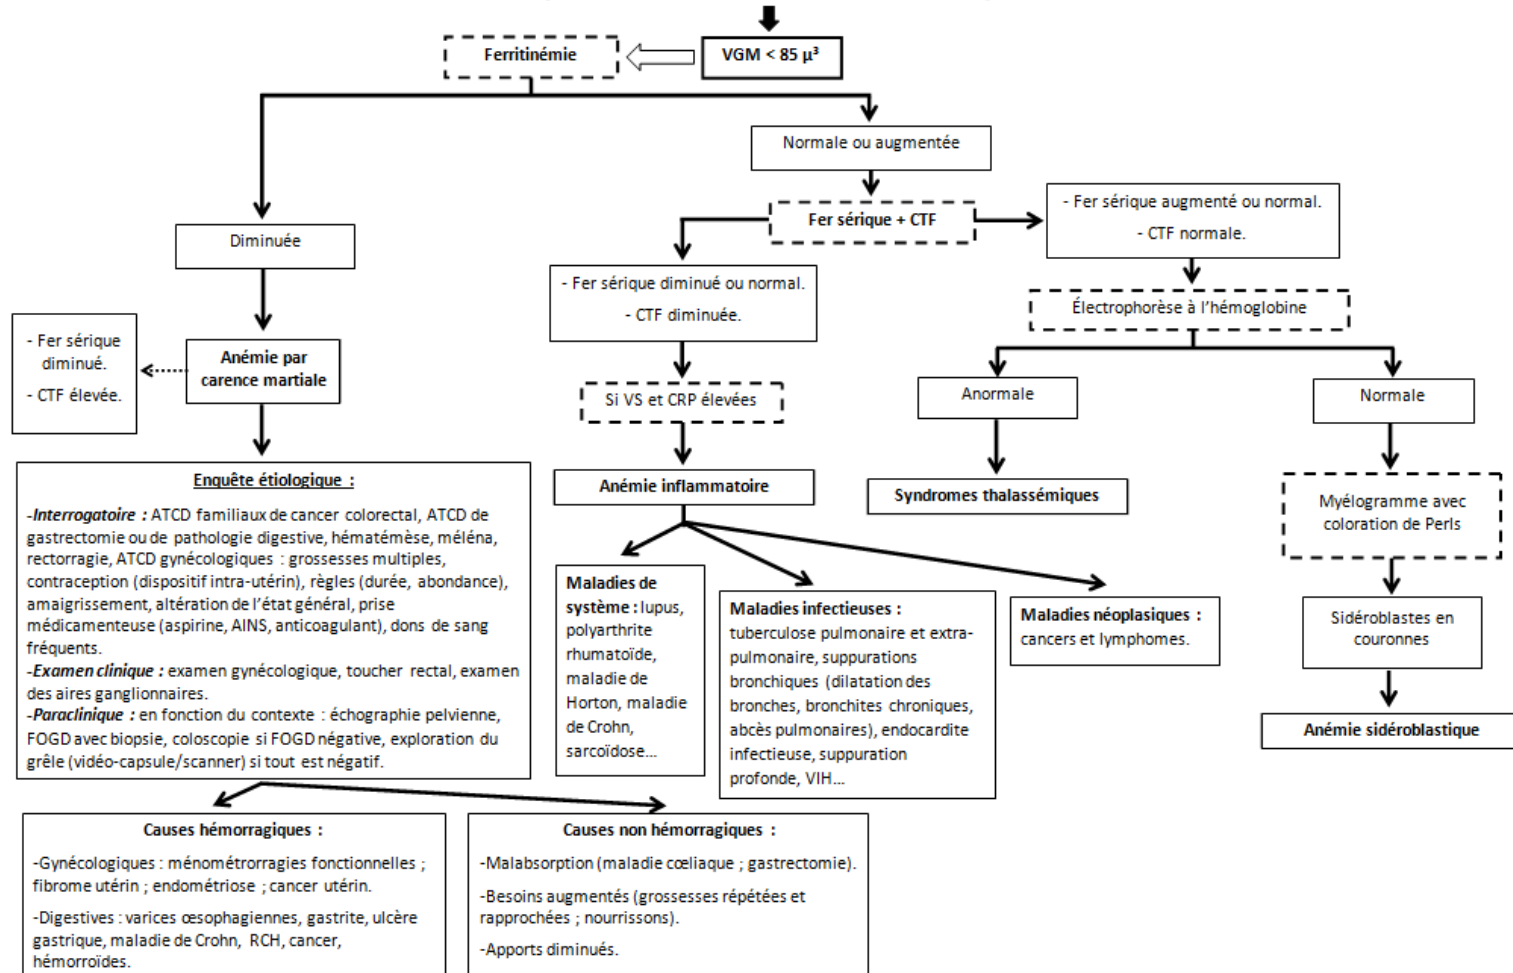 Ferritinémie
VGM < 85 µ³
Normale ou augmentée
Fer sérique + CTF
- Fer sérique augmenté ou normal.
- CTF normale.
Diminuée
- Fer sérique diminué ou normal.
- CTF diminuée.
Électrophorèse à l'hémoglobine
- Fer sérique
diminué.
- CTF élevée.
Anémie par
carence martiale
Si VS et CRP élevées
Anormale
Normale
Anémie inflammatoire
Syndromes thalassémiques
Myélogramme avec
coloration de Perls
Enquête étiologique :
-Interrogatoire : ATCD familiaux de cancer colorectal, ATCD de
gastrectomie ou de pathologie digestive, hématémèse, méléna,
rectorragie, ATCD gynécologiques : grossesses multiples,
contraception (dispositif intra-utérin), règles (durée, abondance),
amaigrissement, altération de l'état général, prise
médicamenteuse (aspirine, AINS, anticoagulant), dons de sang
fréquents.
-Examen clinique : examen gynécologique, toucher rectal, examen
des aires ganglionnaires.
-Paraclinique : en fonction du contexte : échographie pelvienne,
FOGD avec biopsie, coloscopie si FOGD négative, exploration du
grêle (vidéo-capsule/scanner) si tout est négatif.
Maladies de
système : lupus,
polyarthrite
rhumatoïde,
maladie de
Horton, maladie
de Crohn,
sarcoïdose...
Maladies infectieuses :
tuberculose pulmonaire et extra-
pulmonaire, suppurations
bronchiques (dilatation des
bronches, bronchites chroniques,
abcès pulmonaires), endocardite
infectieuse, suppuration
profonde, VIH...
Maladies néoplasiques :
cancers et lymphomes.
Sidéroblastes en
couronnes
Anémie sidéroblastique
Causes hémorragiques :
-Gynécologiques : ménométrorragies fonctionnelles ;
fibrome utérin ; endométriose ; cancer utérin.
-Digestives : varices œsophagiennes, gastrite, ulcère
gastrique, maladie de Crohn, RCH, cancer,
hémorroïdes.
Causes non hémorragiques :
-Malabsorption (maladie cœliaque ; gastrectomie).
-Besoins augmentés (grossesses répétées et
rapprochées ; nourrissons).
-Apports diminués.